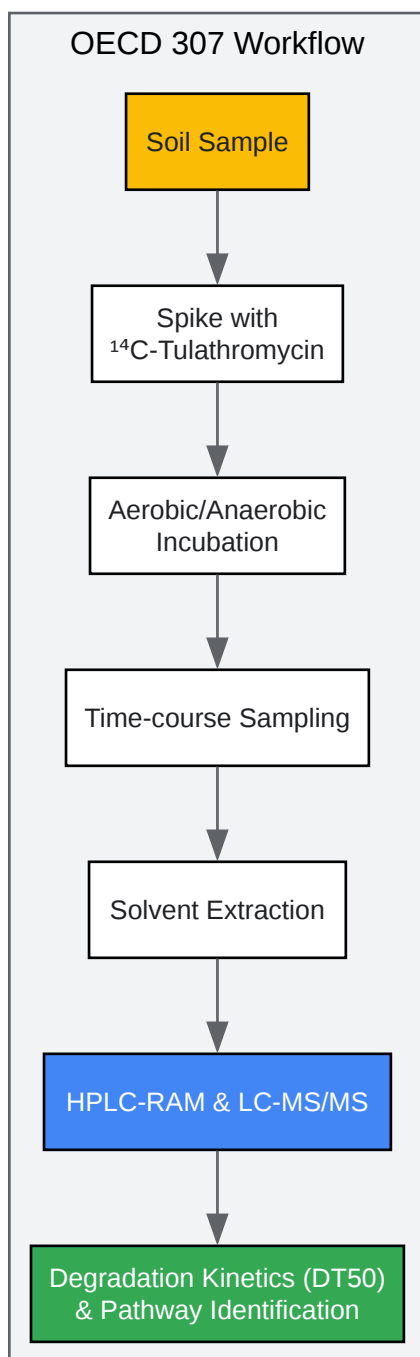 OECD 307 Workflow
Soil Sample
Spike with
¹⁴C-Tulathromycin
Aerobic/Anaerobic
Incubation
Time-course Sampling
Solvent Extraction
HPLC-RAM & LC-MS/MS
Degradation Kinetics (DT50)
& Pathway Identification